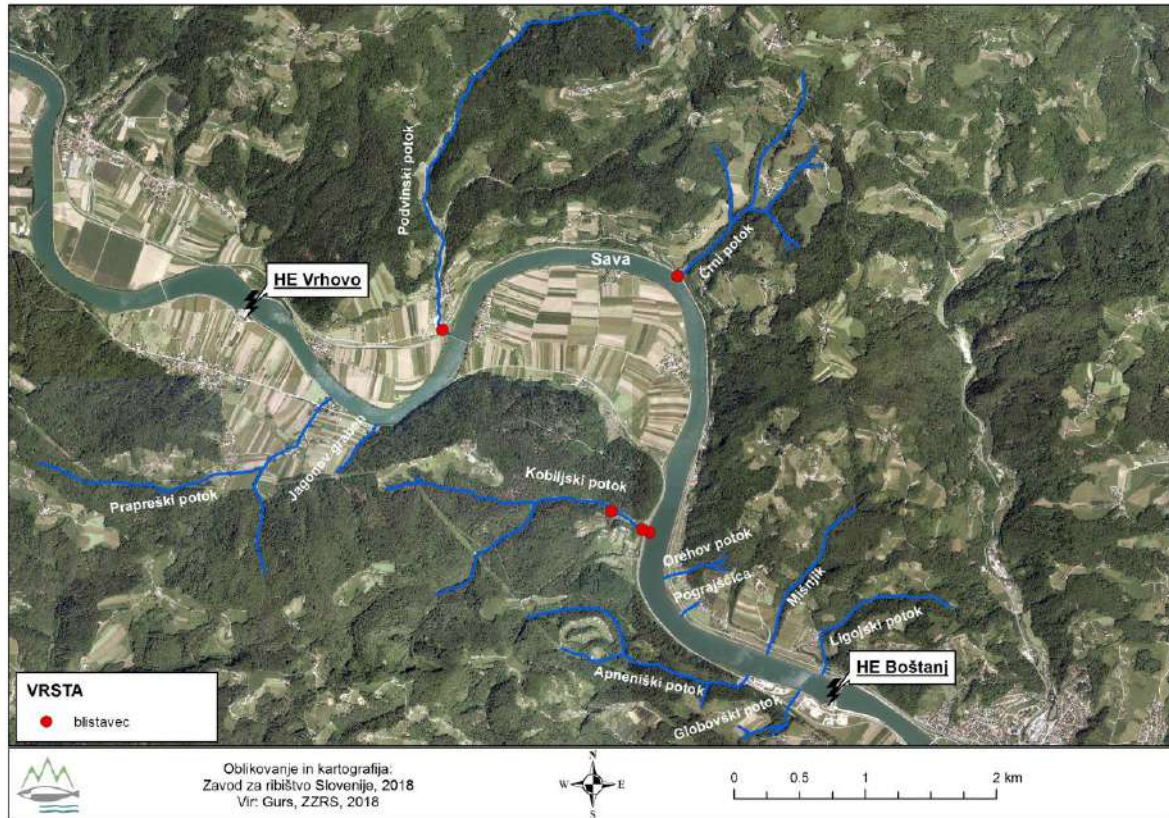 Podvinski potok
Črni potok
Sava
HE Vrhovo
Jagonev graben
Prapreški potok
Kobiljski potok
Orehov potok
Pograjščica
Mišnjik
Ligojski potok
HE Boštanj
Apneniški potok
Globovški potok
VRSTA
blistavec
Oblikovanje in kartografija:
Zavod za ribištvo Slovenije, 2018
Vir: Gurs, ZZRS, 2018
N
W E
S
0 0.5 1 2 km